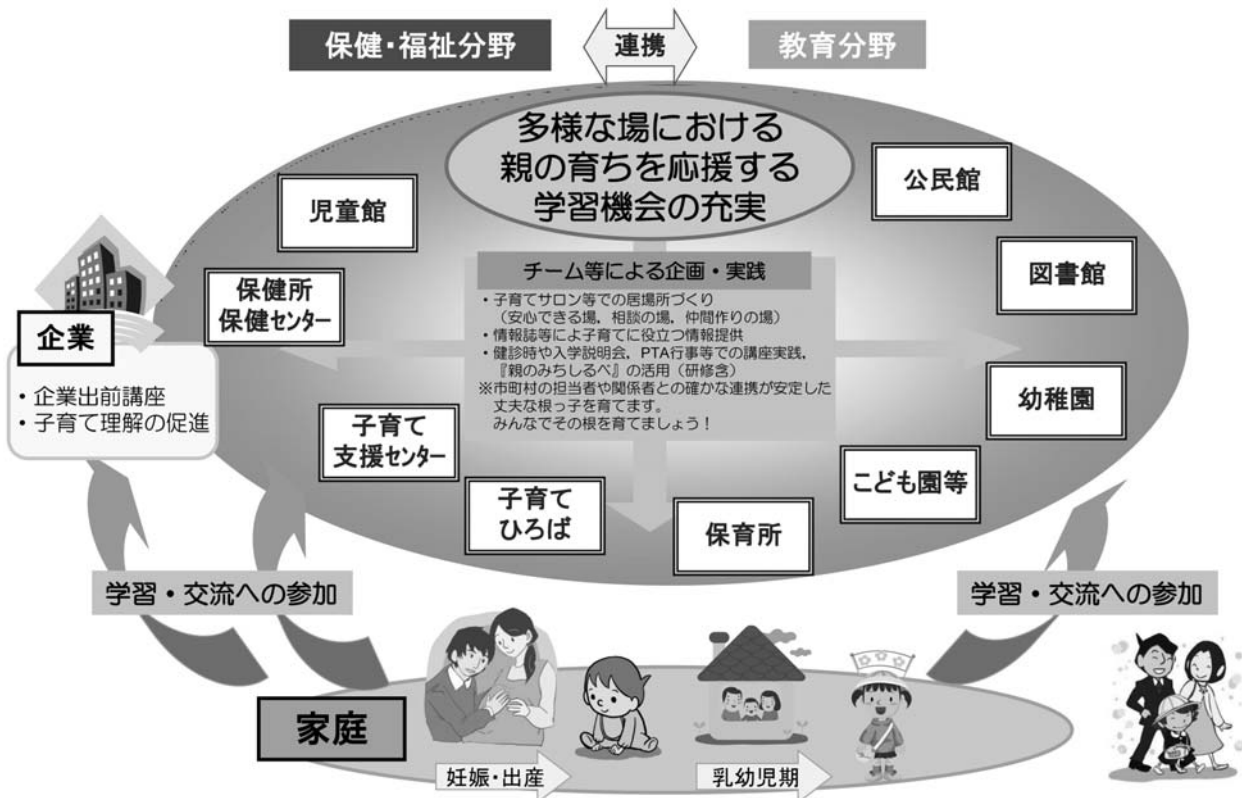 保健・福祉分野
連携
教育分野
多様な場における
親の育ちを応援する
学習機会の充実
児童館
公民館
保健所
保健センター
図書館
企業
・企業出前講座
・子育て理解の促進
チーム等による企画・実践
・子育てサロン等での居場所づくり
（安心できる場，相談の場，仲間作りの場）
・情報誌等によ子育てに役立つ情報提供
・健診時や入学説明会，PTA行事等での講座実践，
『親のみちしるべ』の活用（研修含）
※市町村の担当者や関係者との確かな連携が安定した
丈夫な根っ子を育てます。
みんなでその根を育てましょう！
幼稚園
子育て
支援センター
こども園等
子育て
ひろば
保育所
学習・交流への参加
学習・交流への参加
家庭
妊娠・出産
乳幼児期